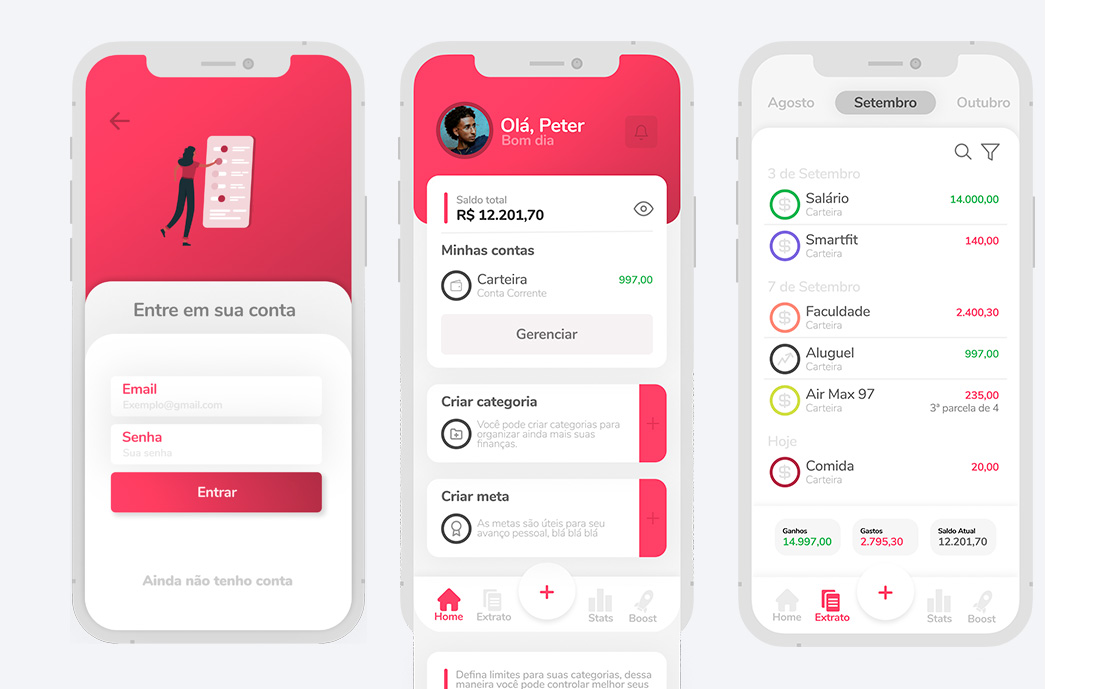 Entre em sua conta
Email
Exemplo@gmail.com
Senha
Sua senha
Entrar
Ainda não tenho conta
Olá, Peter
Bom dia
Saldo total
R$ 12.201,70
Minhas contas
Carteira
997,00
Conta Corrente
Gerenciar
Criar categoria
Você pode criar categorias para
organizar ainda mais suas
finanças.
Criar meta
As metas são úteis para seu
avanço pessoal, blá blá blá
Home
Extrato
Stats
Boost
Defina limites para suas categorias, dessa
maneira você pode controlar melhor seus
Agosto
Setembro
Outubro
3 de Setembro
Salário
14.000,00
Carteira
Smartfit
140,00
Carteira
7 de Setembro
Faculdade
2.400,30
Carteira
Aluguel
997,00
Carteira
Air Max 97
235,00
Carteira
3ª parcela de 4
Hoje
Comida
20,00
Carteira
Ganhos
14.997,00
Gastos
2.795,30
Saldo Atual
12.201,70
Home
Extrato
Stats
Boost